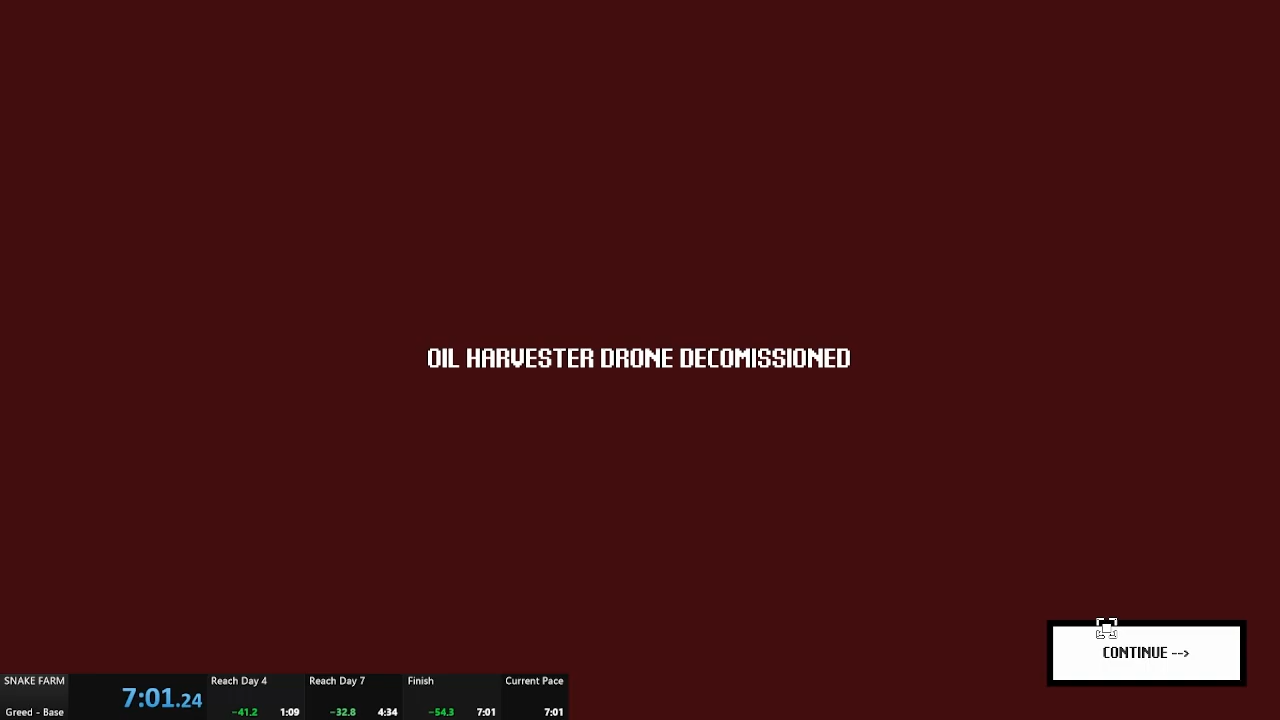 OIL HARVESTER DRONE DECOMISSIONED
CONTINUE -->
SNAKE FARM
Greed - Base
7:01.24
Reach Day 4
-41.2 1:09
Reach Day 7
-32.8 4:34
Finish
-54.3 7:01
Current Pace
7:01